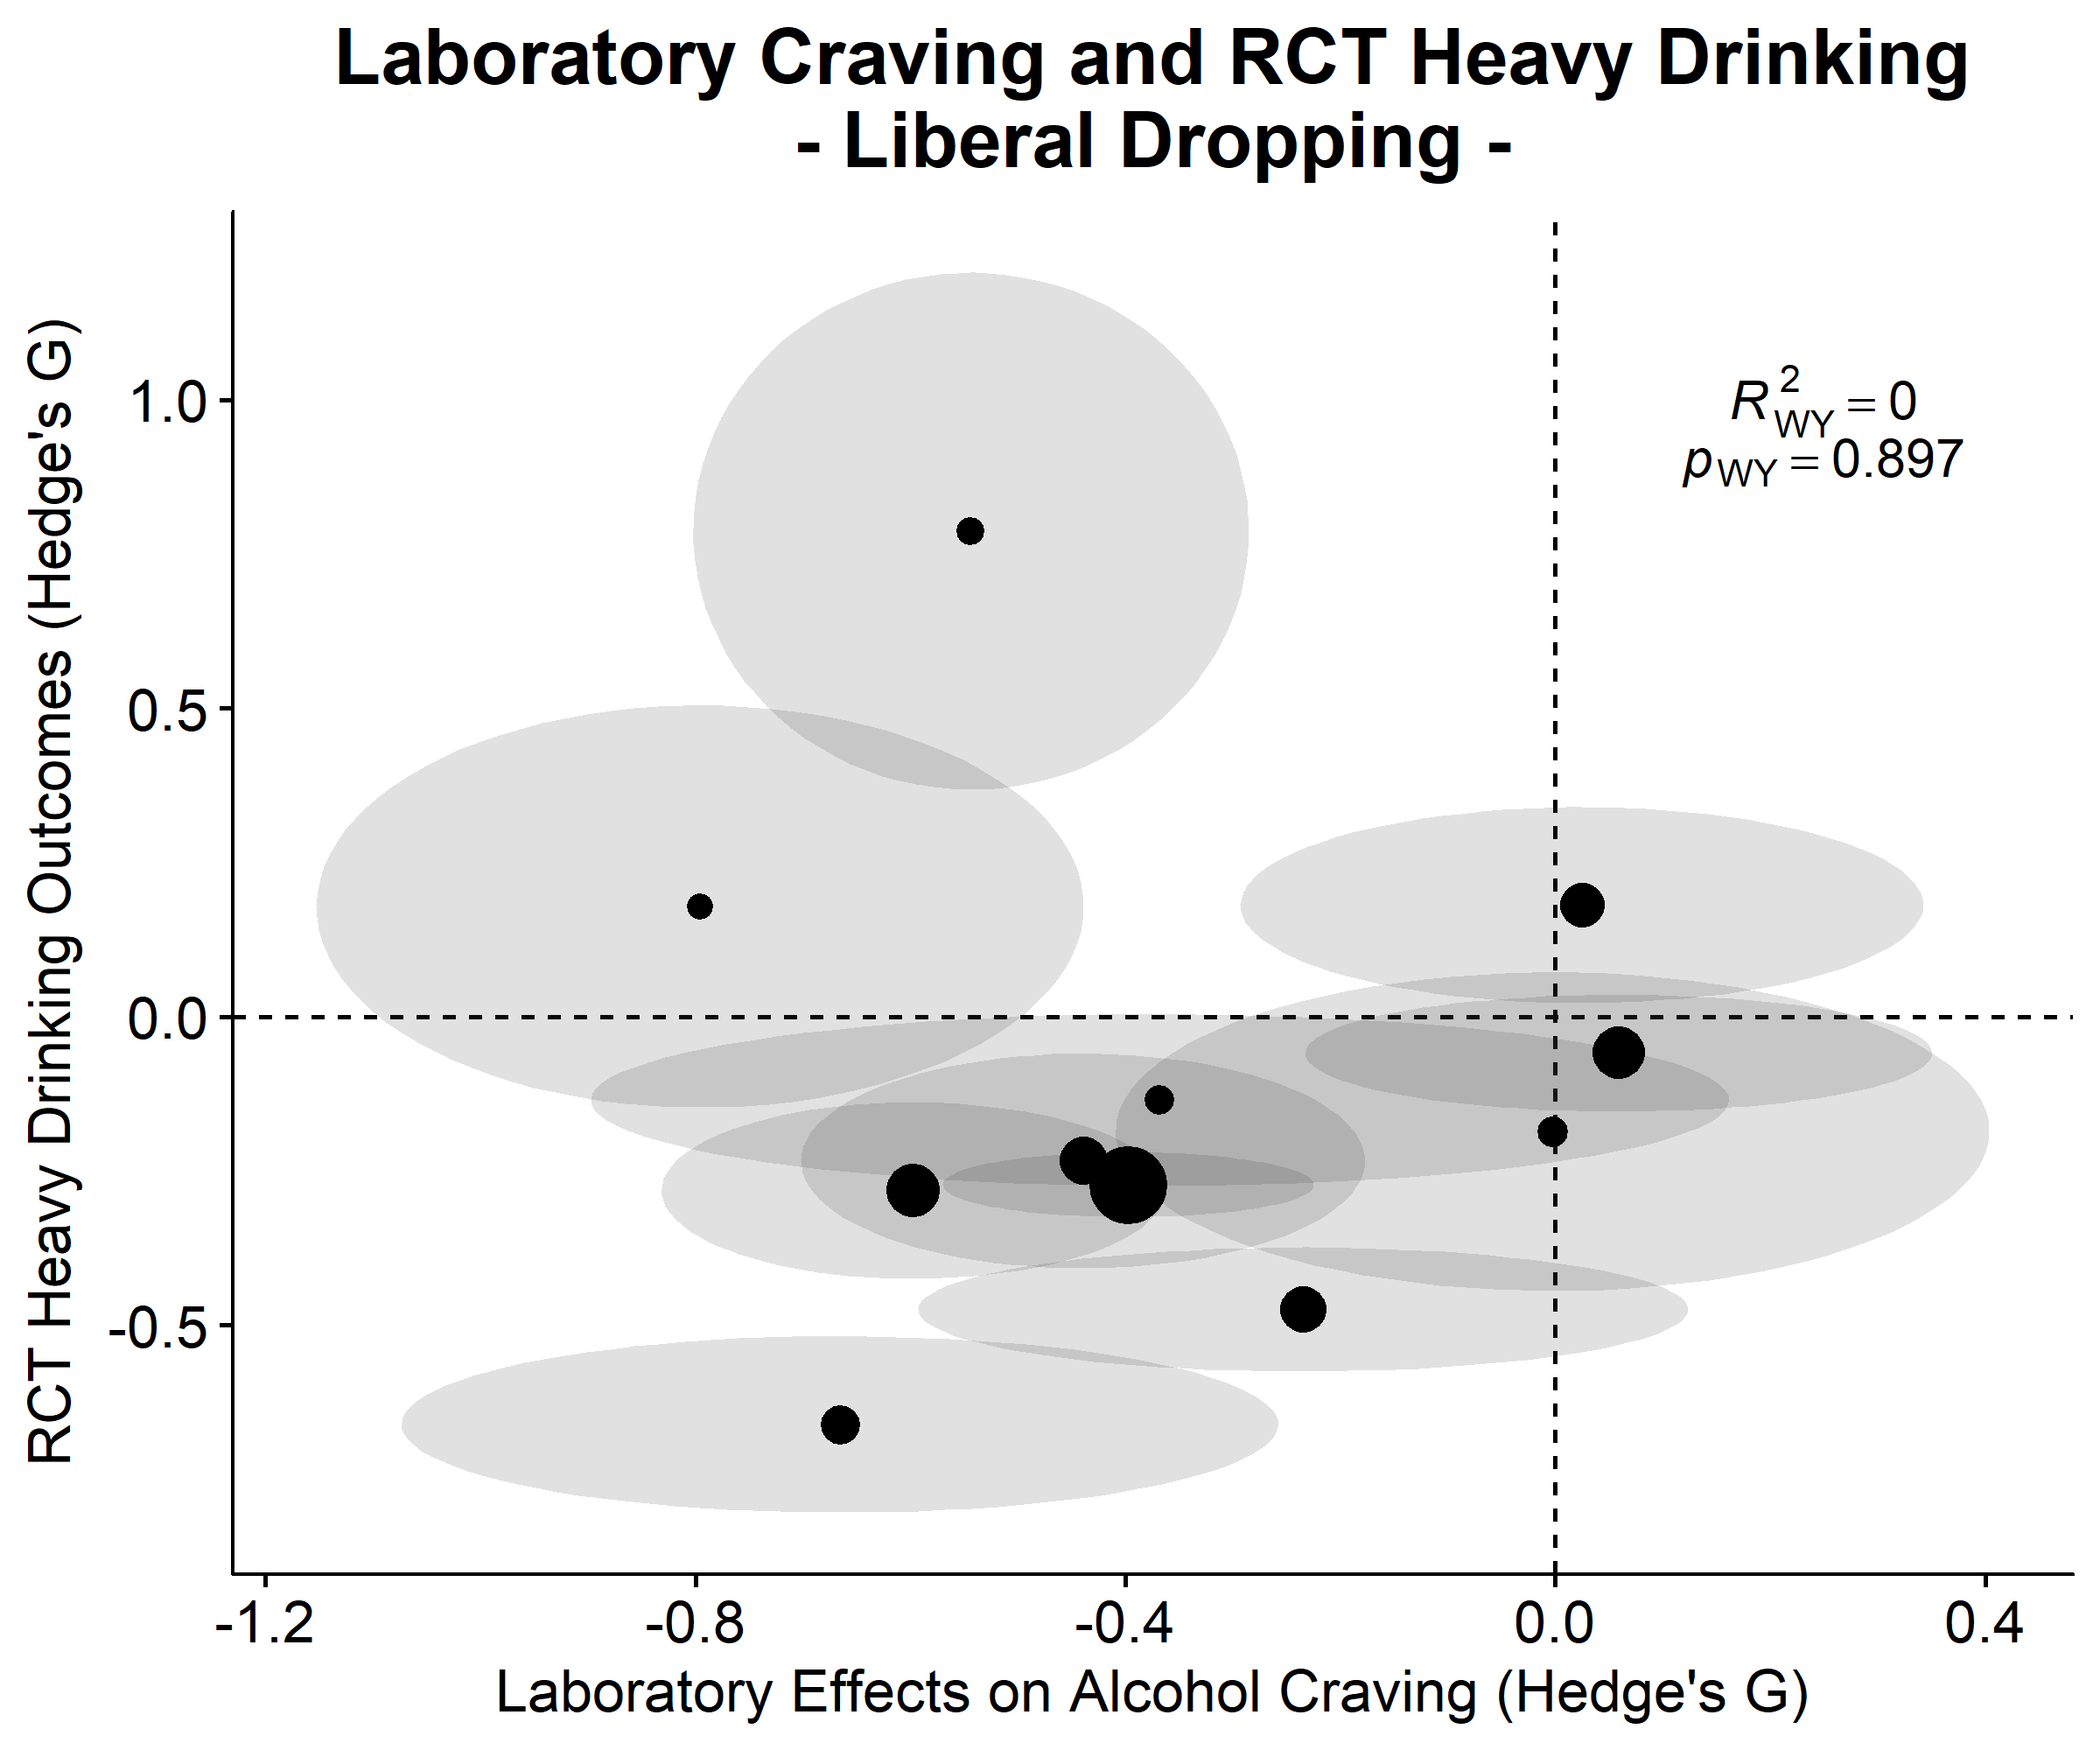 Laboratory Craving and RCT Heavy Drinking
- Liberal Dropping -
RCT Heavy Drinking Outcomes (Hedge's G)
1.0
0.5
0.0
-0.5
R²WY = 0
pWY = 0.897
-1.2
-0.8
-0.4
0.0
0.4
Laboratory Effects on Alcohol Craving (Hedge's G)